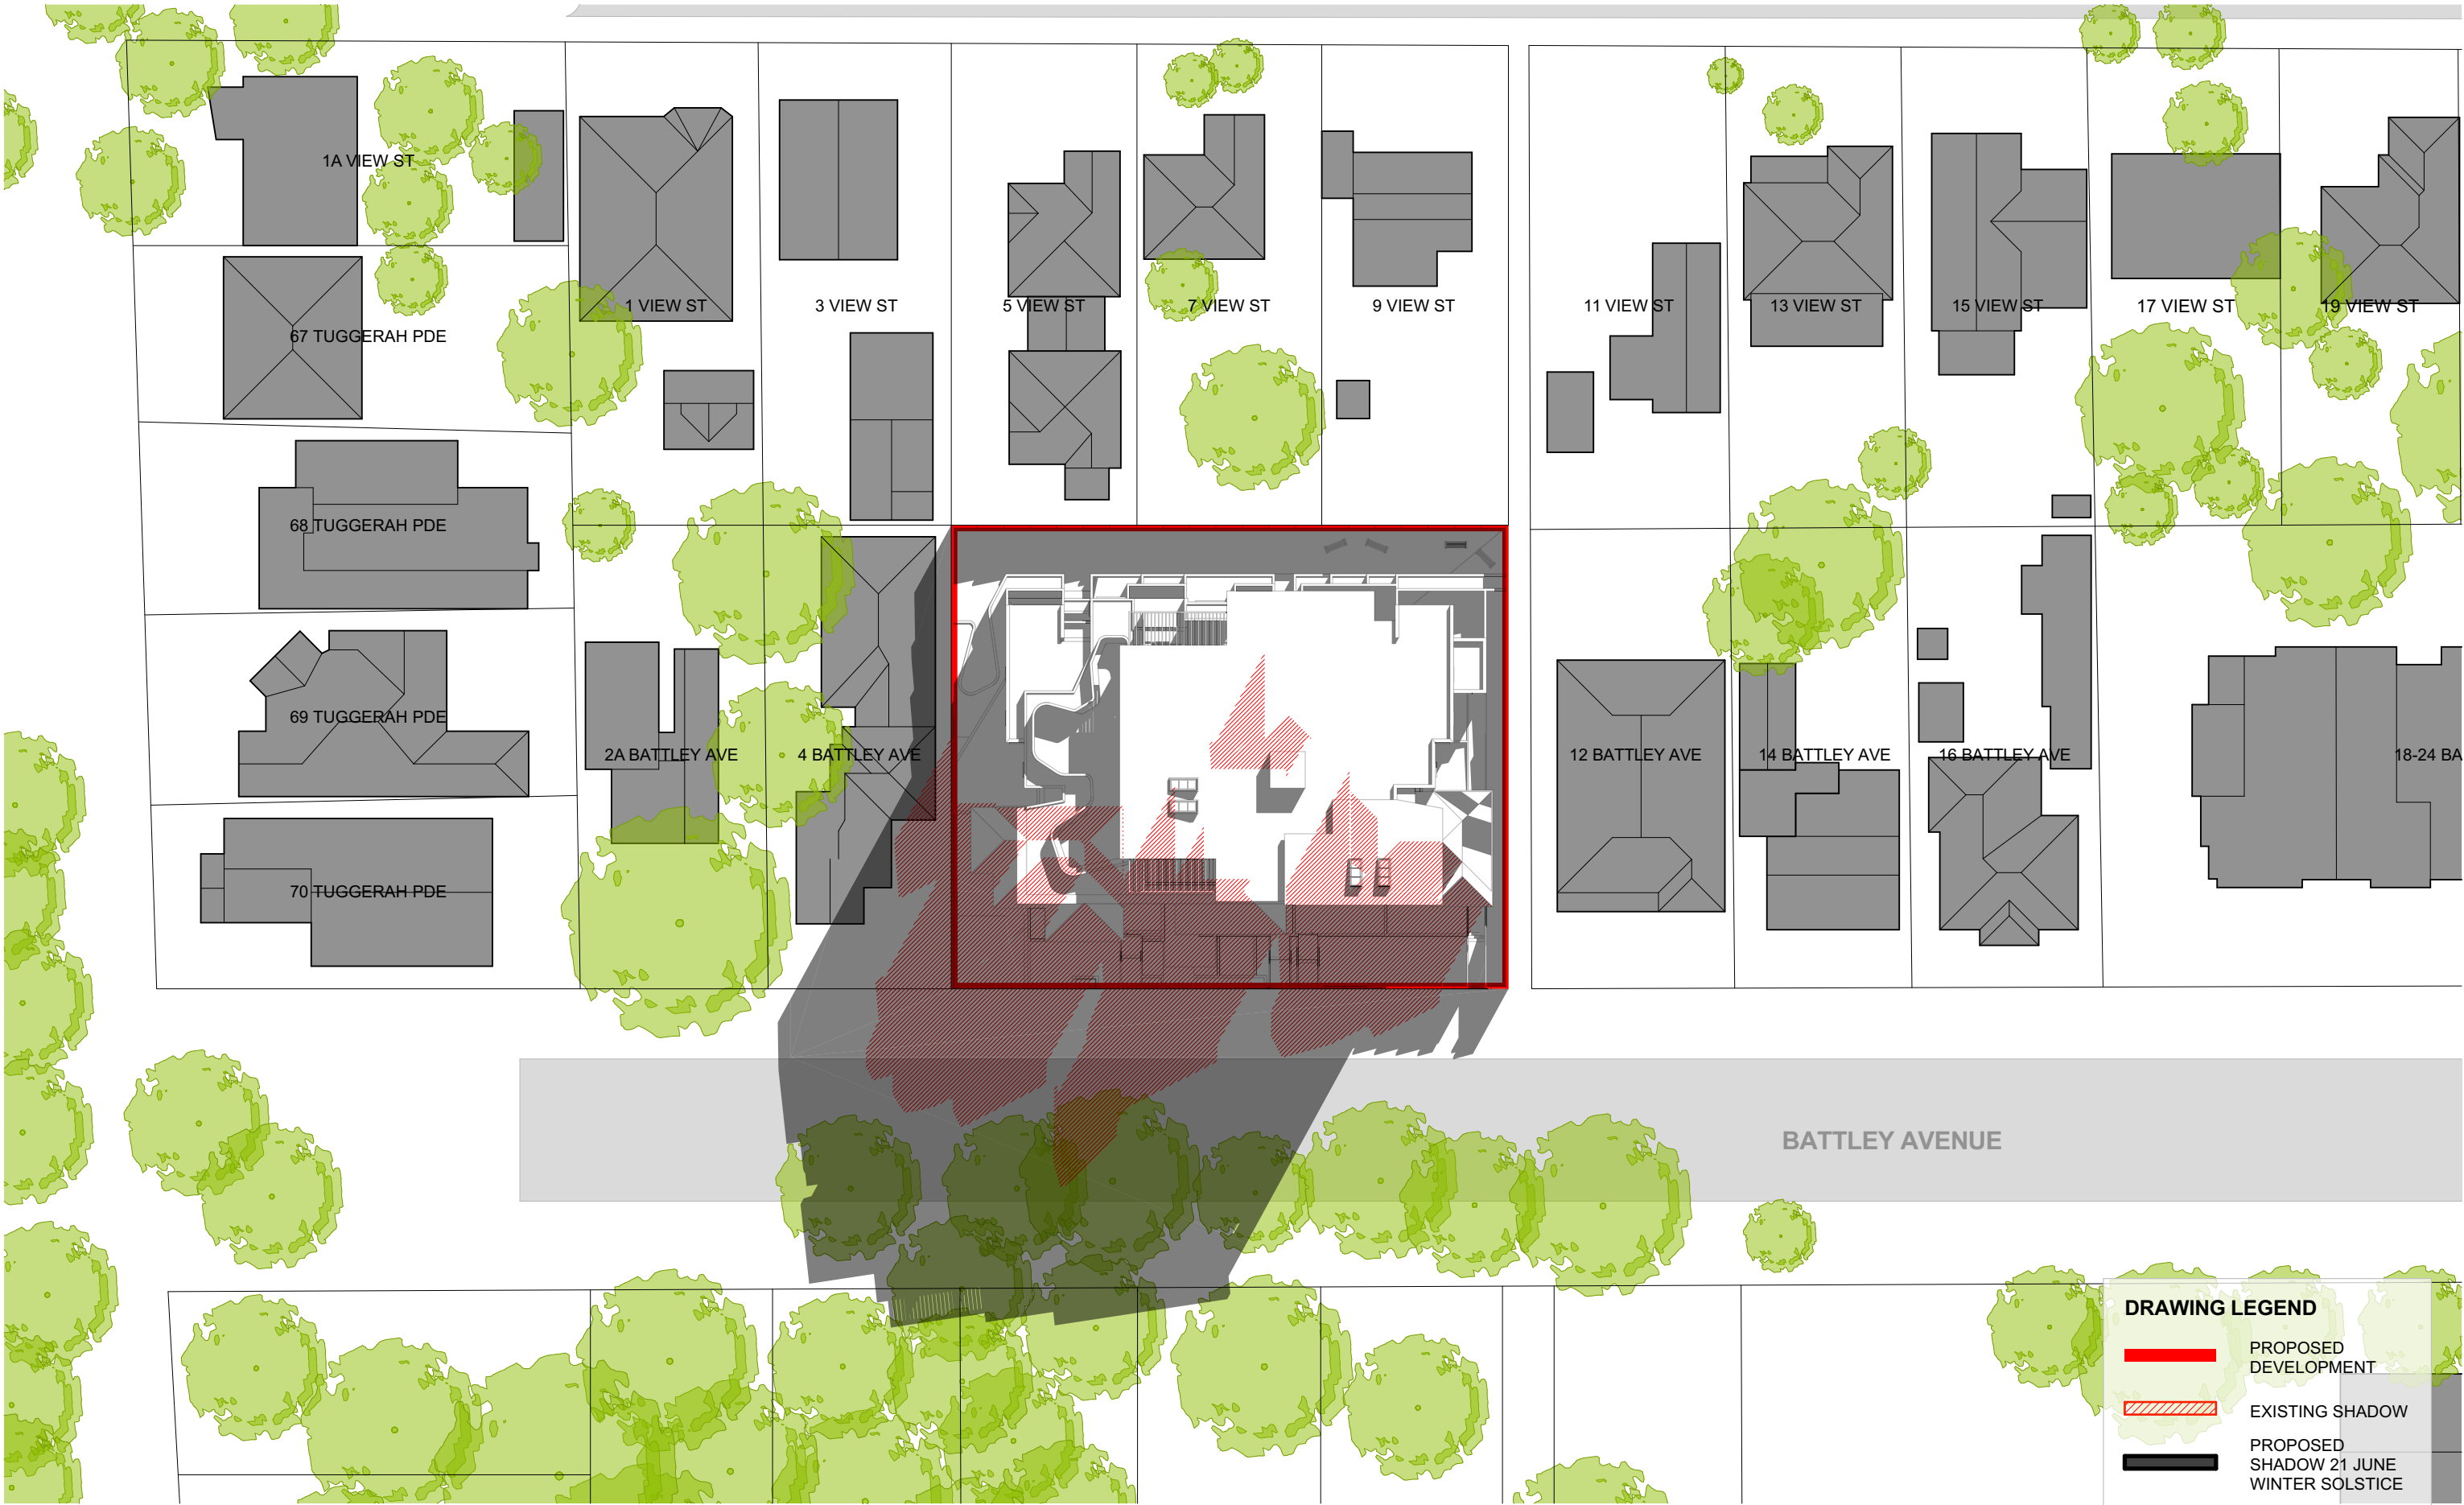 1A VIEW ST
1 VIEW ST
3 VIEW ST
5 VIEW ST
7 VIEW ST
9 VIEW ST
11 VIEW ST
13 VIEW ST
15 VIEW ST
17 VIEW ST
19 VIEW ST
67 TUGGERAH PDE
68 TUGGERAH PDE
69 TUGGERAH PDE
2A BATTLEY AVE
4 BATTLEY AVE
12 BATTLEY AVE
14 BATTLEY AVE
16 BATTLEY AVE
18-24 BA
70 TUGGERAH PDE
BATTLEY AVENUE
DRAWING LEGEND
PROPOSED
DEVELOPMENT
EXISTING SHADOW
PROPOSED
SHADOW 21 JUNE
WINTER SOLSTICE